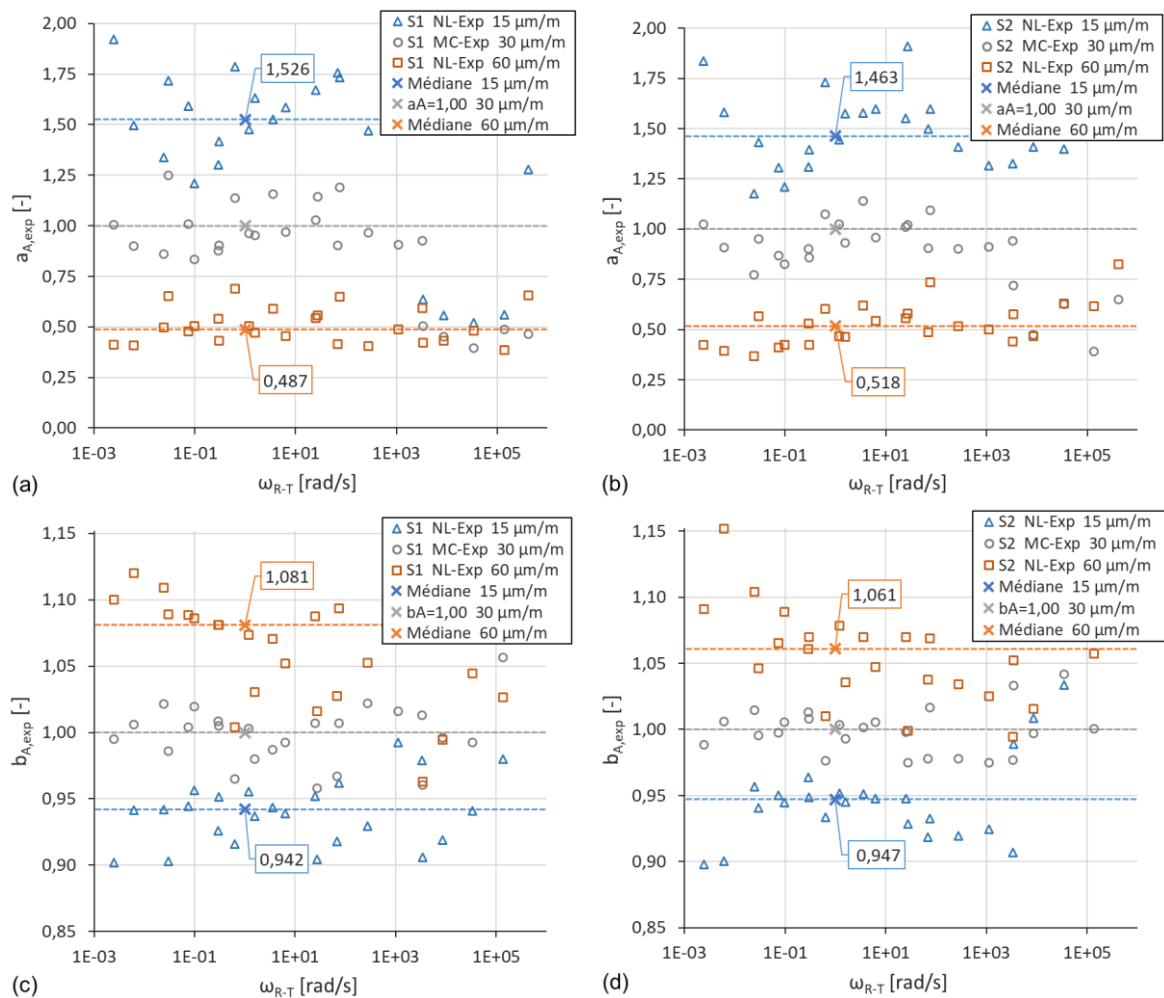 2,00
1,75
1,50
1,25
1,00
0,75
0,50
0,25
0,00
a_A,exp [-]
1E-03 1E-01 1E+01 1E+03 1E+05
ω_R-T [rad/s]
(a)
S1 NL-Exp 15 μm/m
S1 MC-Exp 30 μm/m
S1 NL-Exp 60 μm/m
Médiane 15 μm/m
aA=1,00 30 μm/m
Médiane 60 μm/m
1,526
0,487
2,00
1,75
1,50
1,25
1,00
0,75
0,50
0,25
0,00
a_A,exp [-]
1E-03 1E-01 1E+01 1E+03 1E+05
ω_R-T [rad/s]
(b)
S2 NL-Exp 15 μm/m
S2 MC-Exp 30 μm/m
S2 NL-Exp 60 μm/m
Médiane 15 μm/m
aA=1,00 30 μm/m
Médiane 60 μm/m
1,463
0,518
1,15
1,10
1,05
1,00
0,95
0,90
0,85
b_A,exp [-]
1E-03 1E-01 1E+01 1E+03 1E+05
ω_R-T [rad/s]
(c)
S1 NL-Exp 15 μm/m
S1 MC-Exp 30 μm/m
S1 NL-Exp 60 μm/m
Médiane 15 μm/m
bA=1,00 30 μm/m
Médiane 60 μm/m
1,081
0,942
1,15
1,10
1,05
1,00
0,95
0,90
0,85
b_A,exp [-]
1E-03 1E-01 1E+01 1E+03 1E+05
ω_R-T [rad/s]
(d)
S2 NL-Exp 15 μm/m
S2 MC-Exp 30 μm/m
S2 NL-Exp 60 μm/m
Médiane 15 μm/m
bA=1,00 30 μm/m
Médiane 60 μm/m
1,061
0,947